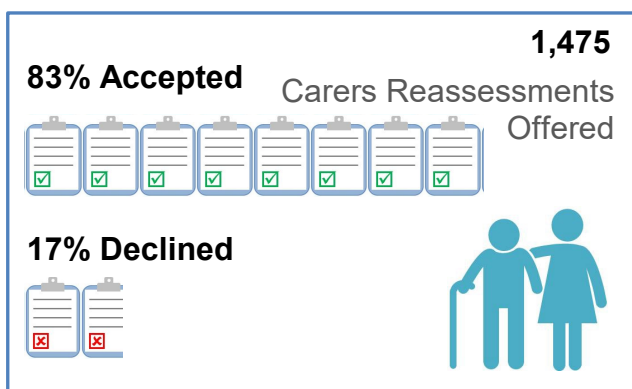 1,475
83% Accepted
Carers Reassessments
Offered
17% Declined